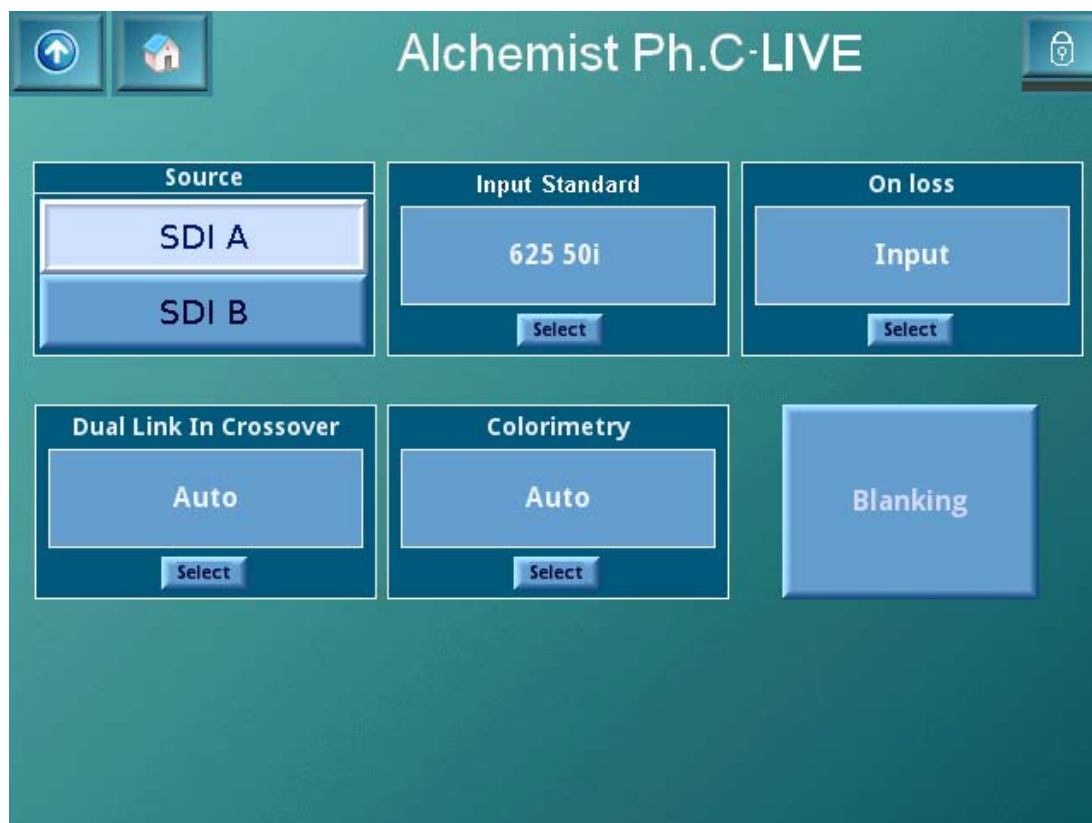 Alchemist Ph.C-LIVE
Source
SDI A
SDI B
Input Standard
625 50i
Select
On loss
Input
Select
Dual Link In Crossover
Auto
Select
Colorimetry
Auto
Select
Blanking